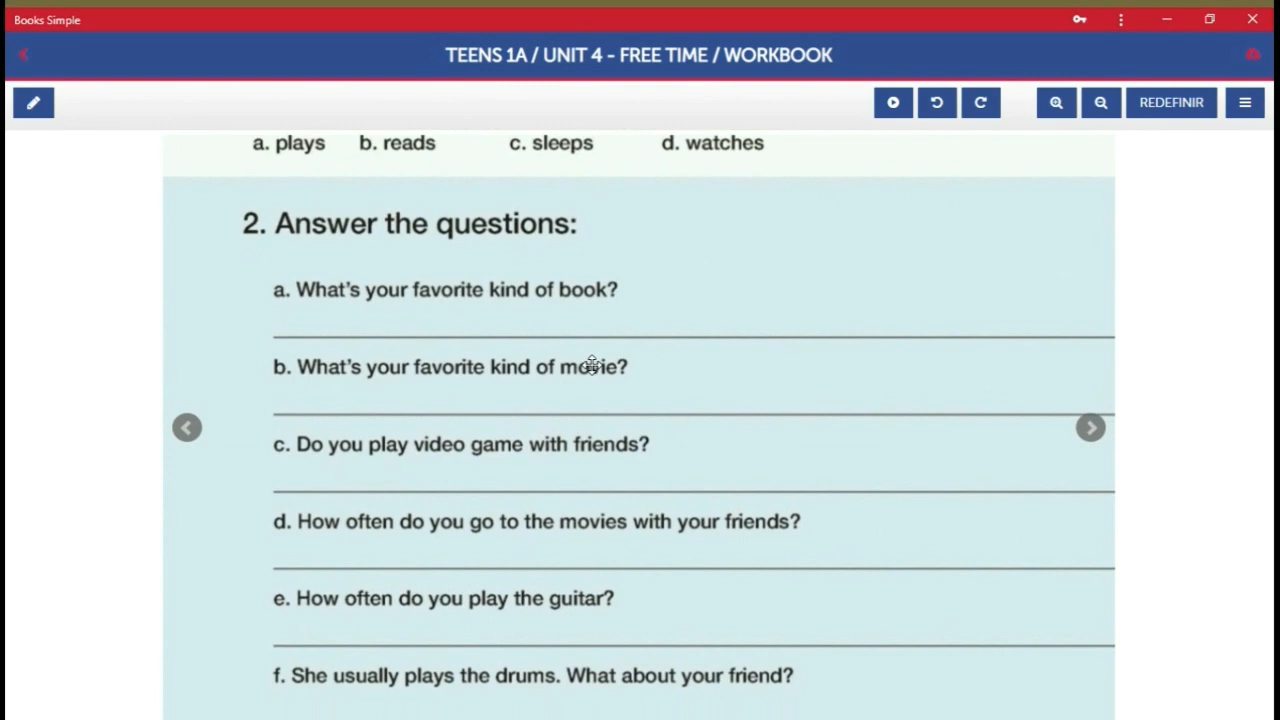 Books Simple
TEENS 1A / UNIT 4 - FREE TIME / WORKBOOK
REDEFINIR
a. plays b. reads c. sleeps d. watches
2. Answer the questions:
a. What's your favorite kind of book?
b. What's your favorite kind of movie?
c. Do you play video game with friends?
d. How often do you go to the movies with your friends?
e. How often do you play the guitar?
f. She usually plays the drums. What about your friend?